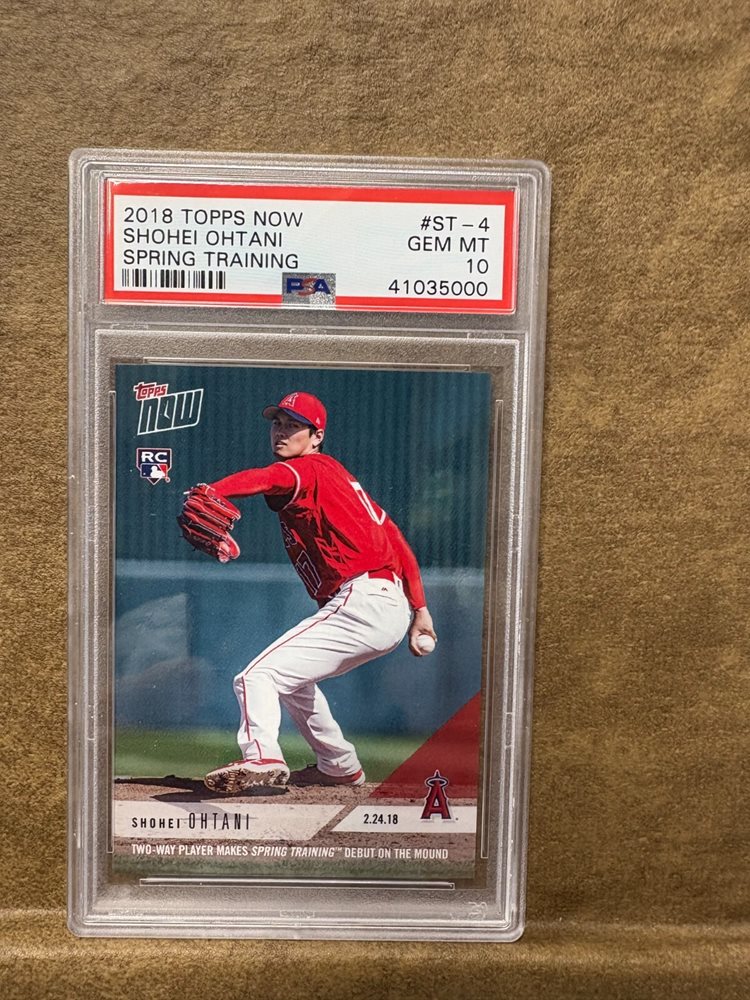 2018 TOPPS NOW #ST-4
SHOHEI OHTANI GEM MT
SPRING TRAINING 10
PSA 41035000
topps
NOW
RC
A
17
SHOHEI OHTANI
2.24.18
A
TWO-WAY PLAYER MAKES SPRING TRAINING™ DEBUT ON THE MOUND